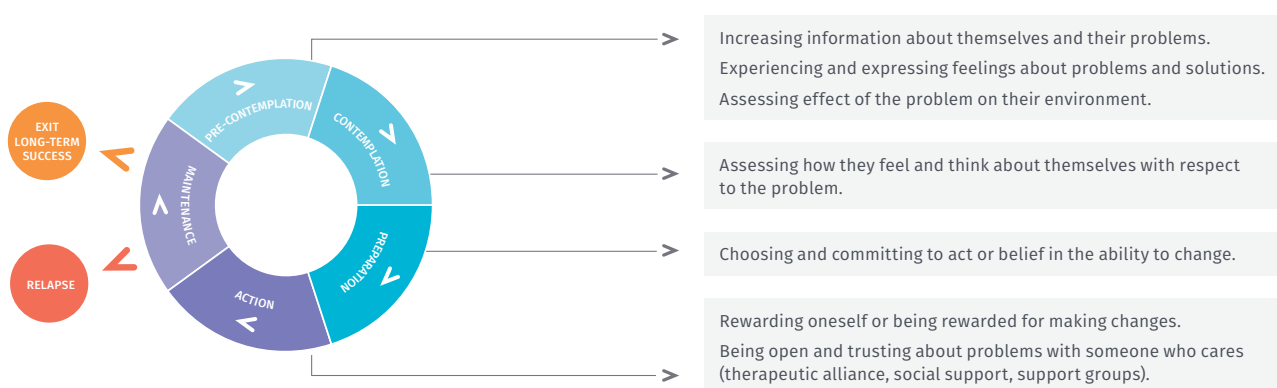 EXIT
LONG-TERM
SUCCESS
RELAPSE
PRE-CONTEMPLATION
CONTEMPLATION
PREPARATION
ACTION
MAINTENANCE
Increasing information about themselves and their problems.
Experiencing and expressing feelings about problems and solutions.
Assessing effect of the problem on their environment.
Assessing how they feel and think about themselves with respect
to the problem.
Choosing and committing to act or belief in the ability to change.
Rewarding oneself or being rewarded for making changes.
Being open and trusting about problems with someone who cares
(therapeutic alliance, social support, support groups).